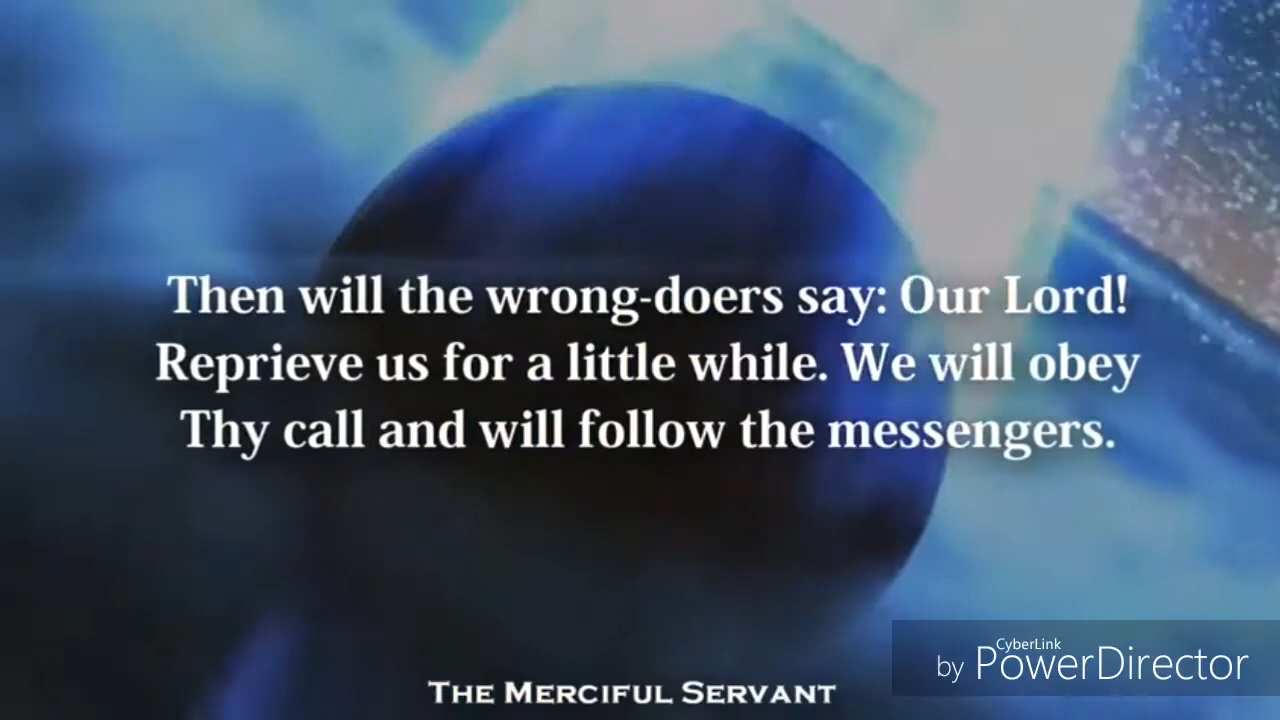 Then will the wrong-doers say: Our Lord!
Reprieve us for a little while. We will obey
Thy call and will follow the messengers.
CyberLink
by PowerDirector
THE MERCIFUL SERVANT